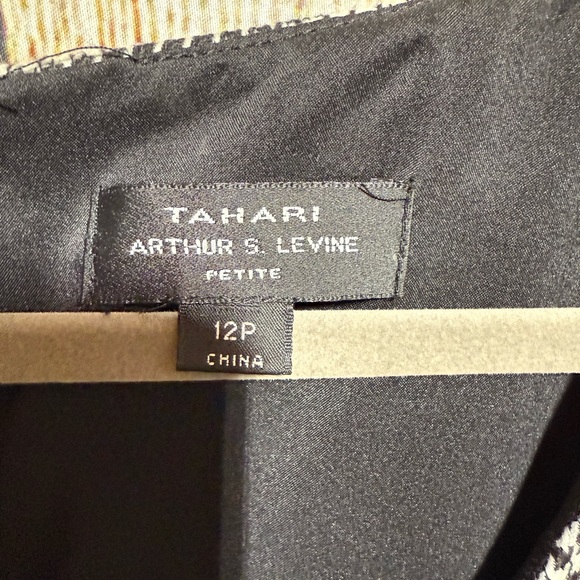 TAHARI
ARTHUR S. LEVINE
PETITE
12P
CHINA